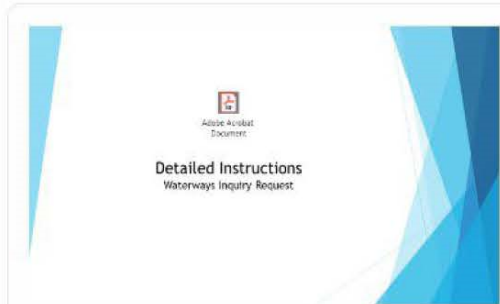 Adobe Acrobat
Document
Detailed Instructions
Waterways Inquiry Request